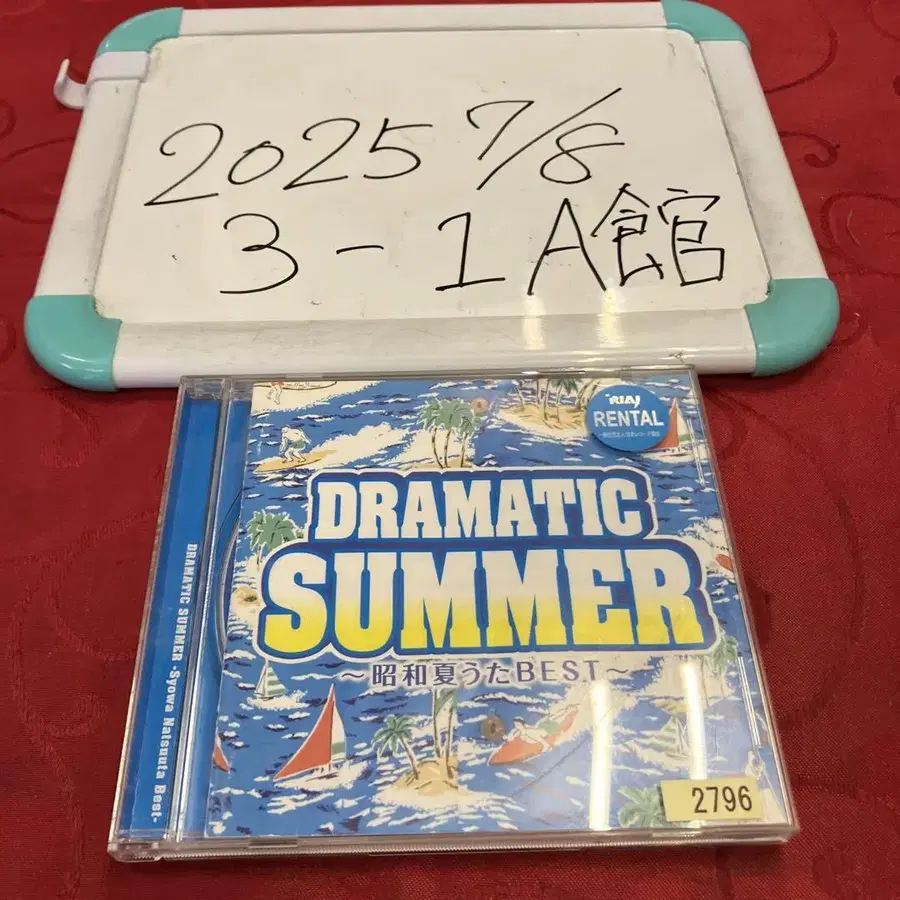 2025 7/8
3-1A館
RIAJ
RENTAL
DRAMATIC
SUMMER
～昭和夏うたBEST～
2796
DRAMATIC SUMMER -Syowa Natsuuta Best-